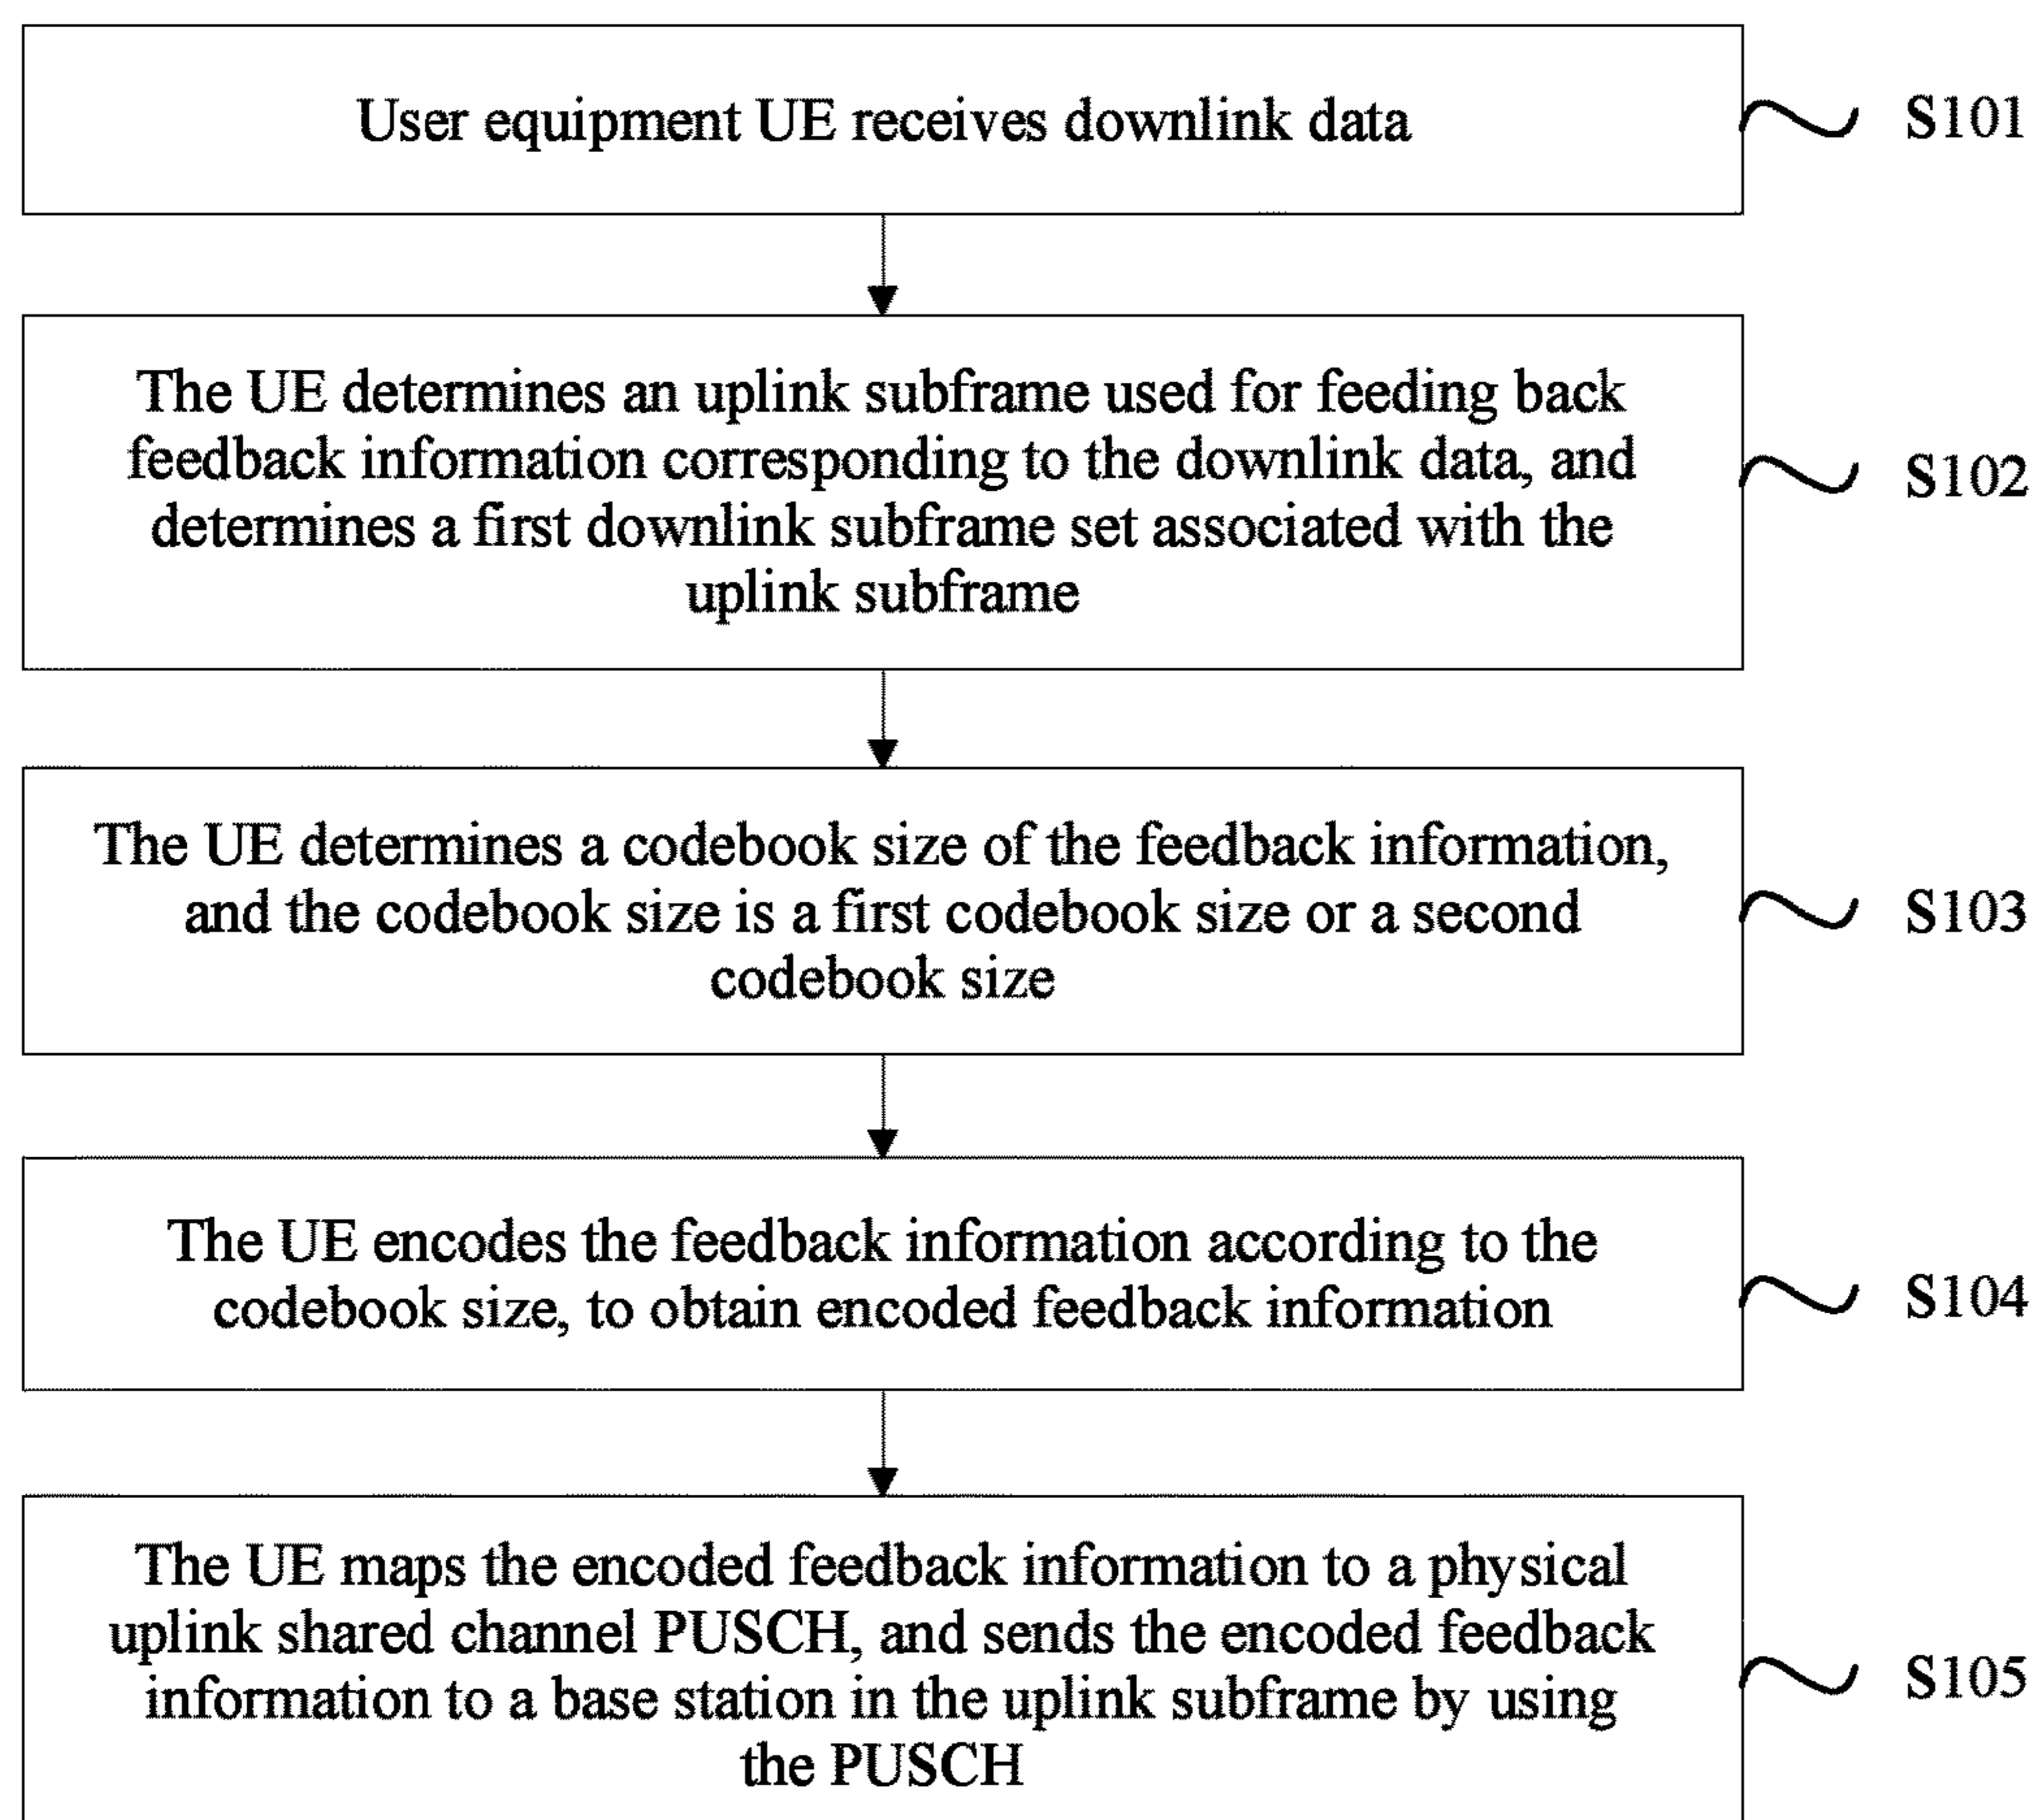 User equipment UE receives downlink data
S101
The UE determines an uplink subframe used for feeding back
feedback information corresponding to the downlink data, and
determines a first downlink subframe set associated with the
uplink subframe
S102
The UE determines a codebook size of the feedback information,
and the codebook size is a first codebook size or a second
codebook size
S103
The UE encodes the feedback information according to the
codebook size, to obtain encoded feedback information
S104
The UE maps the encoded feedback information to a physical
uplink shared channel PUSCH, and sends the encoded feedback
information to a base station in the uplink subframe by using
the PUSCH
S105